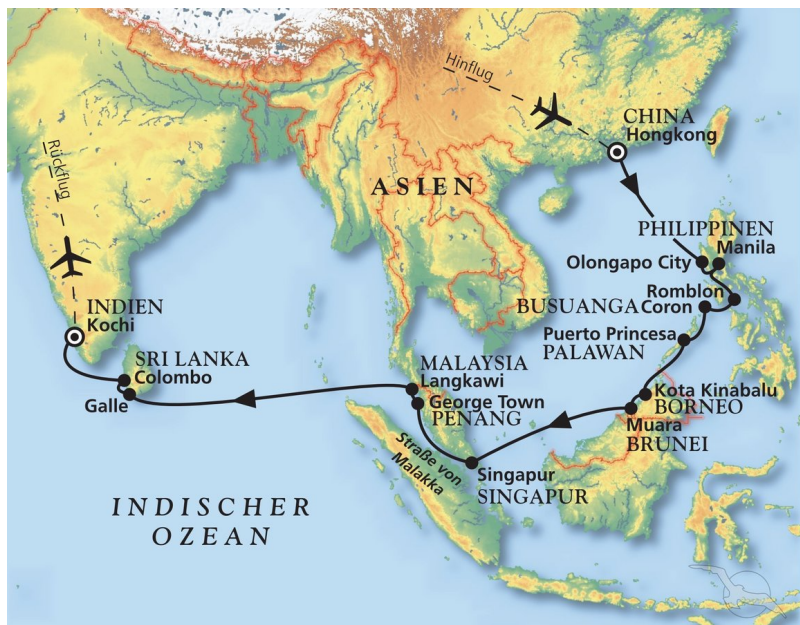 Hinflug
CHINA
Hongkong
Rückflug
ASIEN
PHILIPPINEN
Manila
Olongapo City
Romblon
BUSUANGA
Coron
INDIEN
Kochi
Puerto Princesa
PALAWAN
SRI LANKA
Colombo
MALAYSIA
Langkawi
Galle
George Town
PENANG
Kota Kinabalu
BORNEO
Muara
BRUNEI
Straße von
Malakka
Singapur
SINGAPUR
INDISCHER
OZEAN